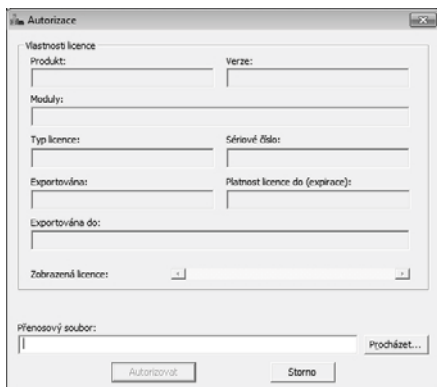 Autorizace
Vlastnosti licence
Produkt: Verze:
Moduly:
Typ licence: Sériové číslo:
Exportována: Platnost licence do (expirace):
Exportována do:
Zobrazená licence:
Přenosový soubor:
Procházet...
Autorizovat Storno